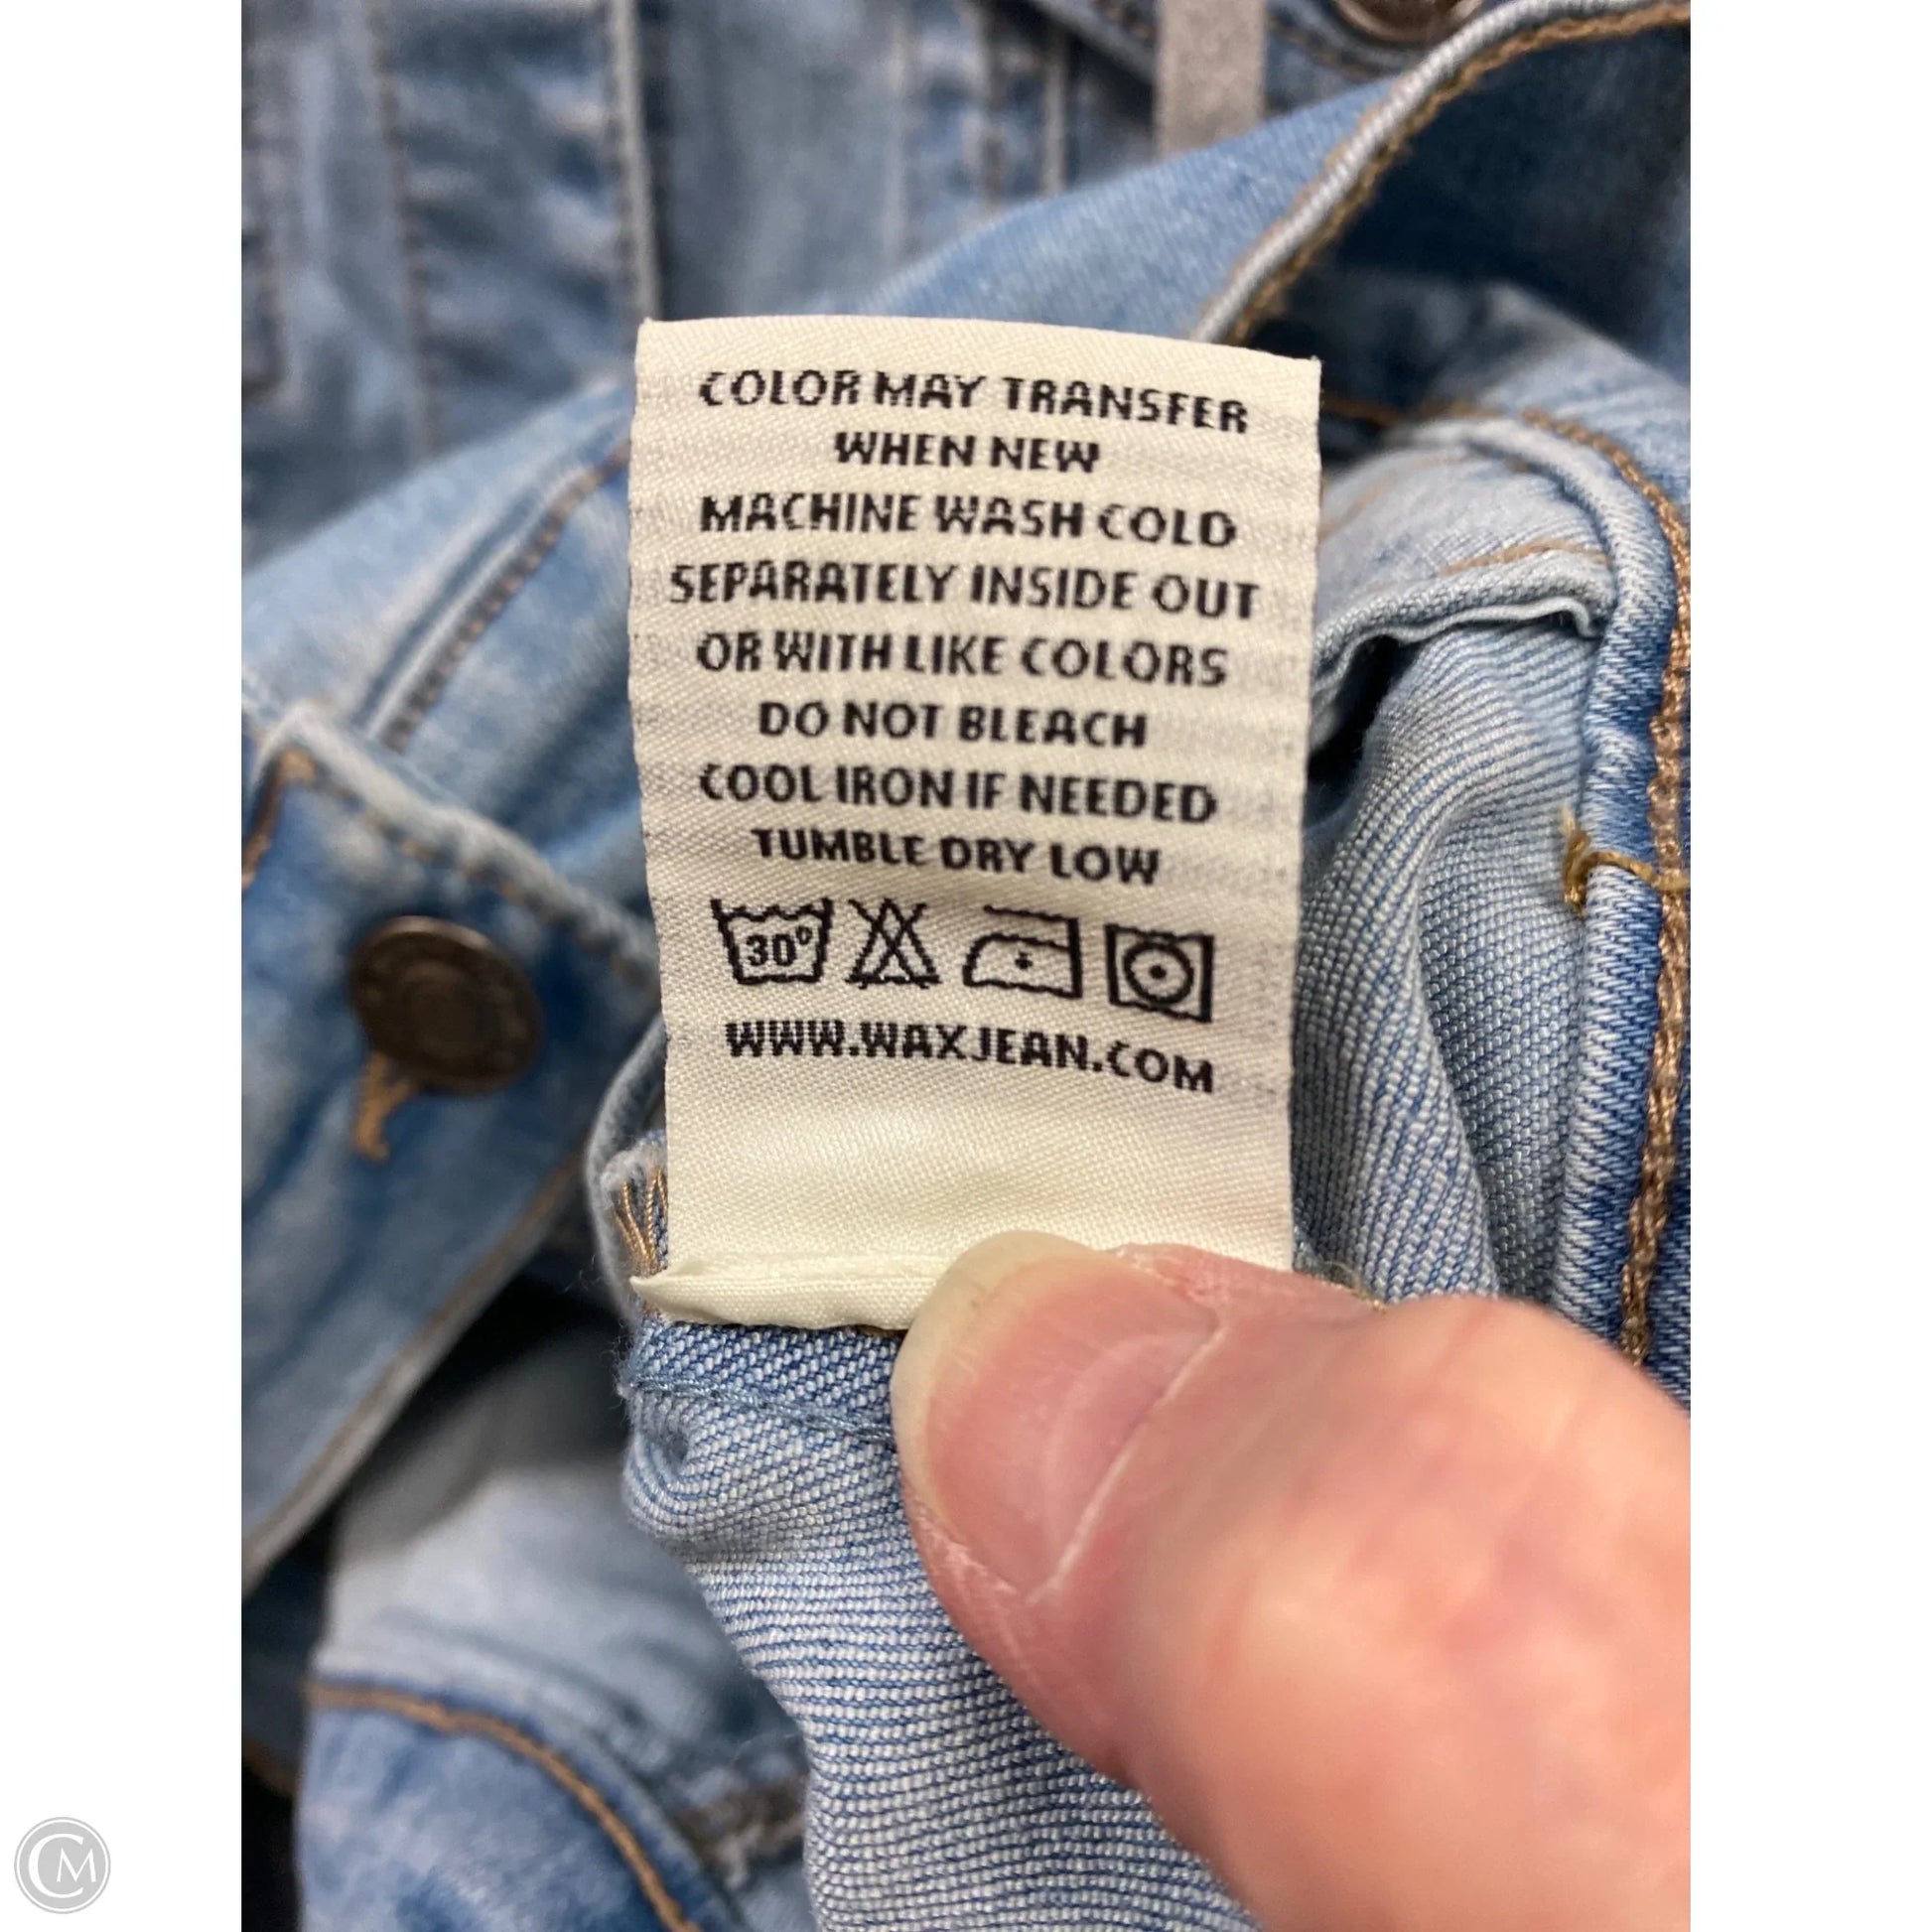 COLOR MAY TRANSFER
WHEN NEW
MACHINE WASH COLD
SEPARATELY INSIDE OUT
OR WITH LIKE COLORS
DO NOT BLEACH
COOL IRON IF NEEDED
TUMBLE DRY LOW
30°
WWW.WAXJEAN.COM
CM